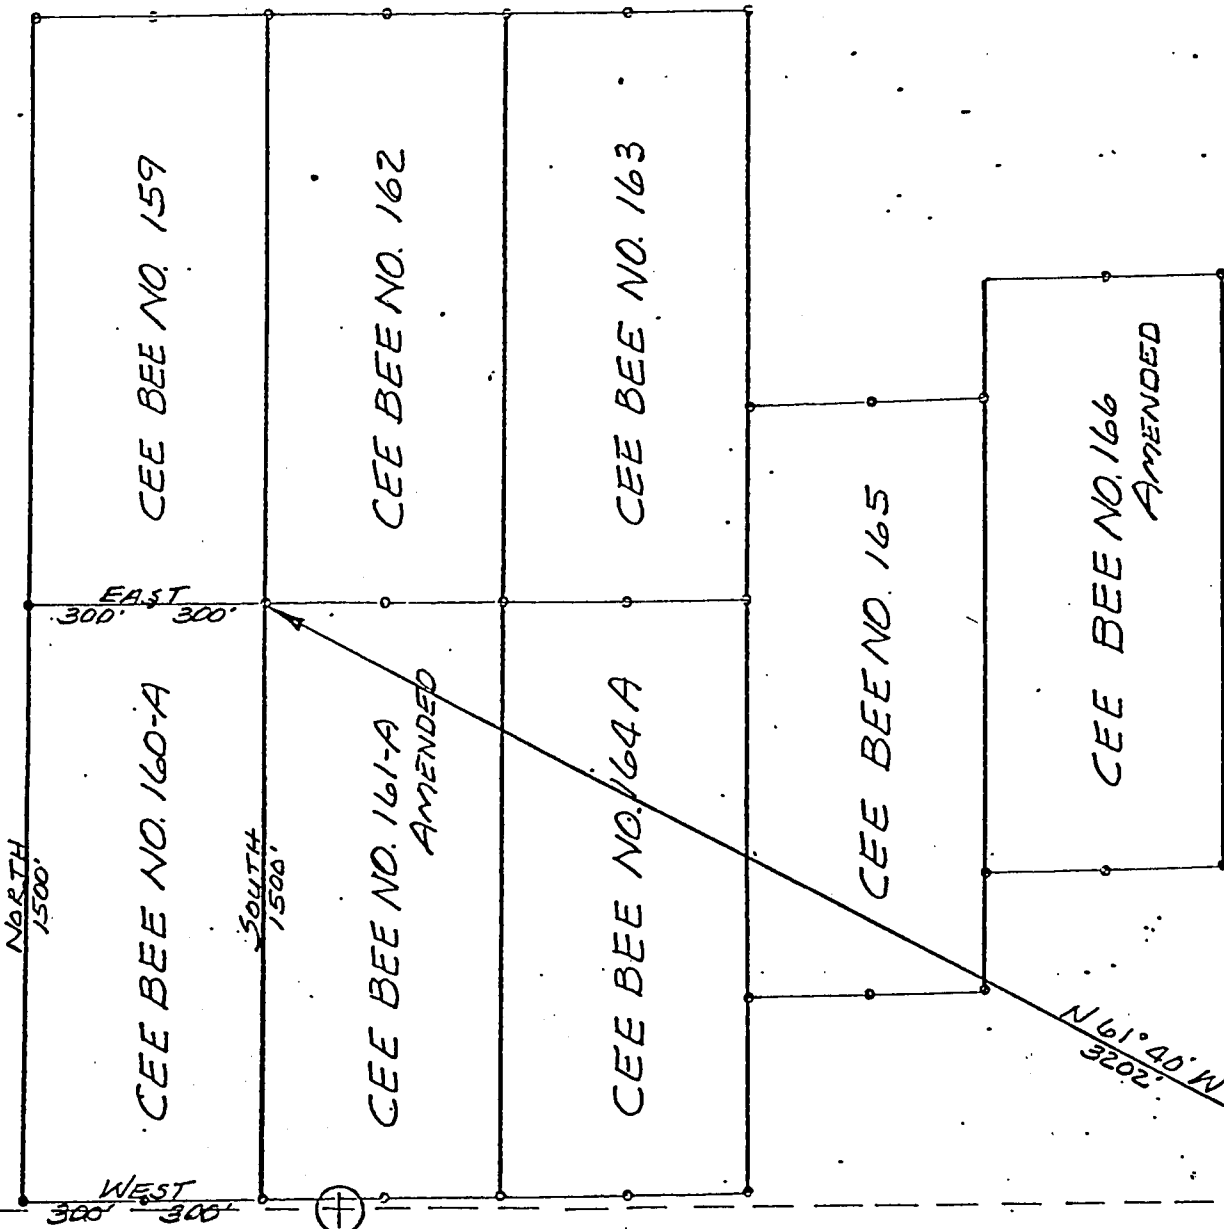 CEE BEE NO. 159
CEE BEE NO. 162
CEE BEE NO. 163
CEE BEE NO. 165
CEE BEE NO. 166
AMENDED
EAST
300' 300'
CEE BEE NO. 160-A
CEE BEE NO. 161-A
AMENDED
CEE BEE NO. 164A
NORTH
1500'
SOUTH
1500'
N 61° 40' W
3202'
WEST
300' 300'